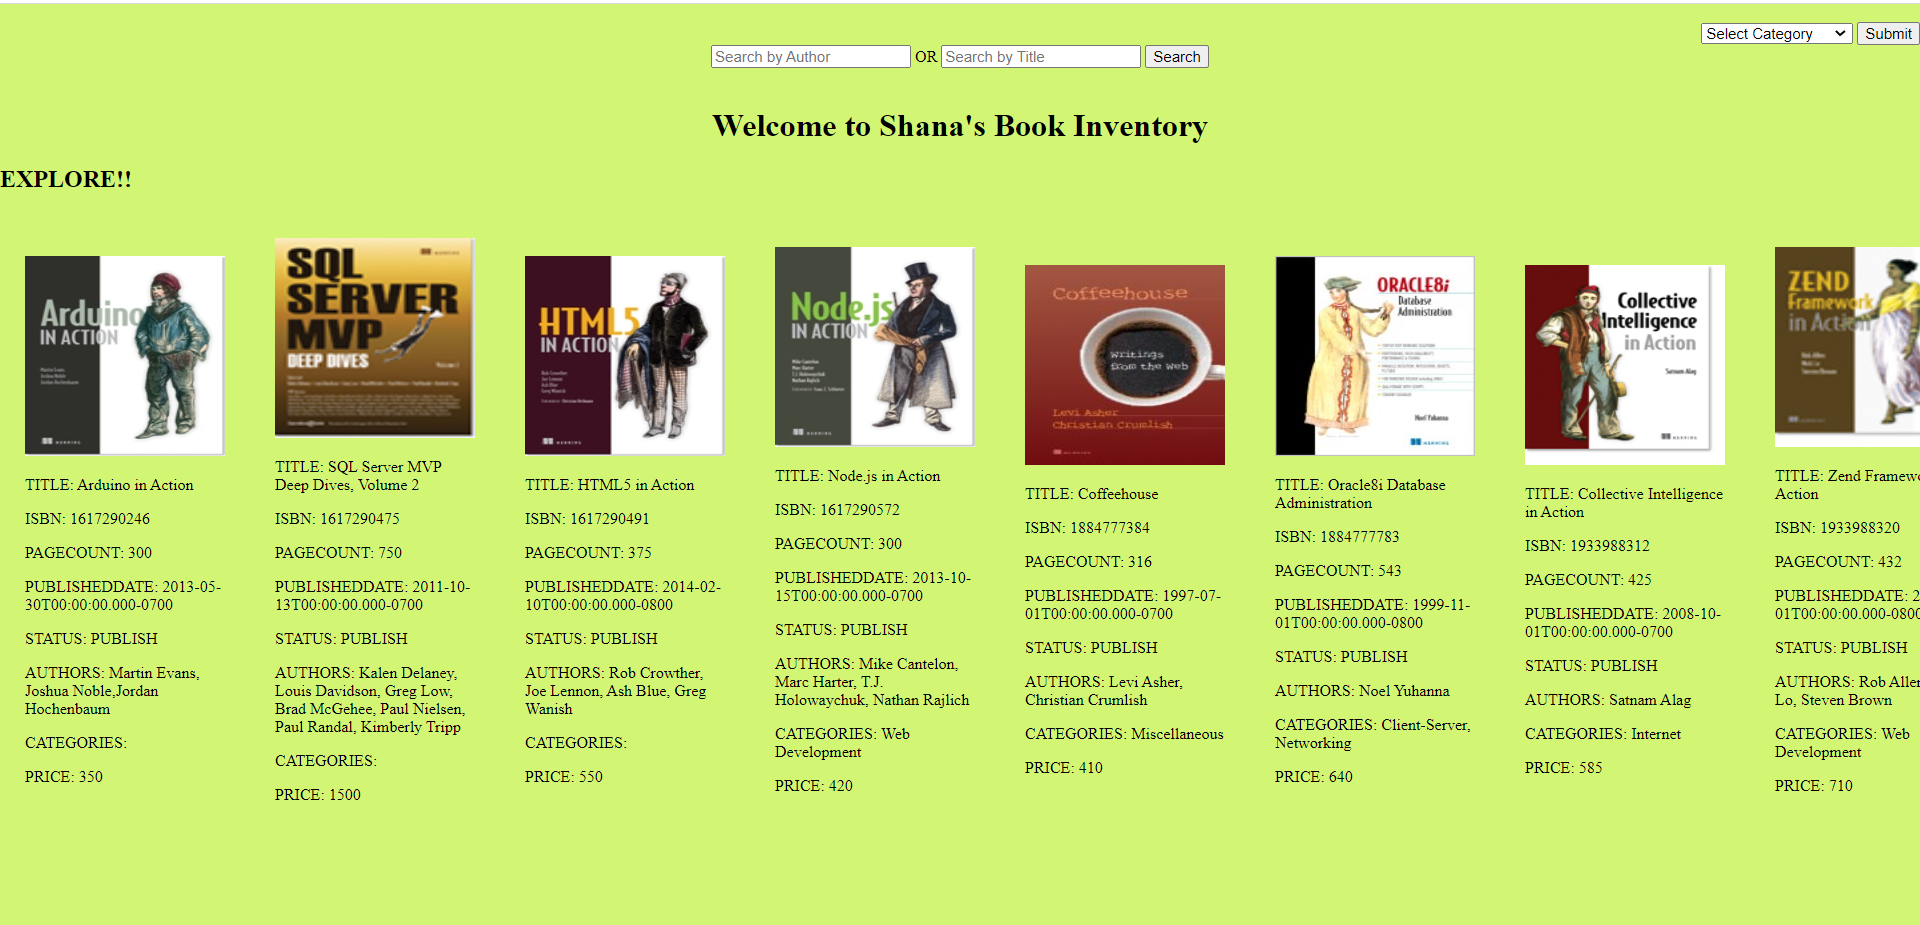 Select Category Submit
Search by Author OR Search by Title Search
Welcome to Shana's Book Inventory
EXPLORE!!
Arduino
IN ACTION
MANNING
TITLE: Arduino in Action
ISBN: 1617290246
PAGECOUNT: 300
PUBLISHEDDATE: 2013-05-
30T00:00:00.000-0700
STATUS: PUBLISH
AUTHORS: Martin Evans,
Joshua Noble,Jordan
Hochenbaum
CATEGORIES:
PRICE: 350
SQL
SERVER
MVP
DEEP DIVES
MANNING
TITLE: SQL Server MVP
Deep Dives, Volume 2
ISBN: 1617290475
PAGECOUNT: 750
PUBLISHEDDATE: 2011-10-
13T00:00:00.000-0700
STATUS: PUBLISH
AUTHORS: Kalen Delaney,
Louis Davidson, Greg Low,
Brad McGehee, Paul Nielsen,
Paul Randal, Kimberly Tripp
CATEGORIES:
PRICE: 1500
HTML5
IN ACTION
MANNING
TITLE: HTML5 in Action
ISBN: 1617290491
PAGECOUNT: 375
PUBLISHEDDATE: 2014-02-
10T00:00:00.000-0800
STATUS: PUBLISH
AUTHORS: Rob Crowther,
Joe Lennon, Ash Blue, Greg
Wanish
CATEGORIES:
PRICE: 550
Node.js
IN ACTION
MANNING
TITLE: Node.js in Action
ISBN: 1617290572
PAGECOUNT: 300
PUBLISHEDDATE: 2013-10-
15T00:00:00.000-0700
STATUS: PUBLISH
AUTHORS: Mike Cantelon,
Marc Harter, T.J.
Holowaychuk, Nathan Rajlich
CATEGORIES: Web
Development
PRICE: 420
Coffeehouse
writings
from the web
Levi Asher
Christian Crumlish
TITLE: Coffeehouse
ISBN: 1884777384
PAGECOUNT: 316
PUBLISHEDDATE: 1997-07-
01T00:00:00.000-0700
STATUS: PUBLISH
AUTHORS: Levi Asher,
Christian Crumlish
CATEGORIES: Miscellaneous
PRICE: 410
ORACLE8i
Database
Administration
Noel Yuhanna
MANNING
TITLE: Oracle8i Database
Administration
ISBN: 1884777783
PAGECOUNT: 543
PUBLISHEDDATE: 1999-11-
01T00:00:00.000-0800
STATUS: PUBLISH
AUTHORS: Noel Yuhanna
CATEGORIES: Client-Server,
Networking
PRICE: 640
Collective
Intelligence
in Action
Satnam Alag
MANNING
TITLE: Collective Intelligence
in Action
ISBN: 1933988312
PAGECOUNT: 425
PUBLISHEDDATE: 2008-10-
01T00:00:00.000-0700
STATUS: PUBLISH
AUTHORS: Satnam Alag
CATEGORIES: Internet
PRICE: 585
ZEND
Framework
in Action
TITLE: Zend Framewo
Action
ISBN: 1933988320
PAGECOUNT: 432
PUBLISHEDDATE: 2
01T00:00:00.000-0800
STATUS: PUBLISH
AUTHORS: Rob Allen
Lo, Steven Brown
CATEGORIES: Web
Development
PRICE: 710